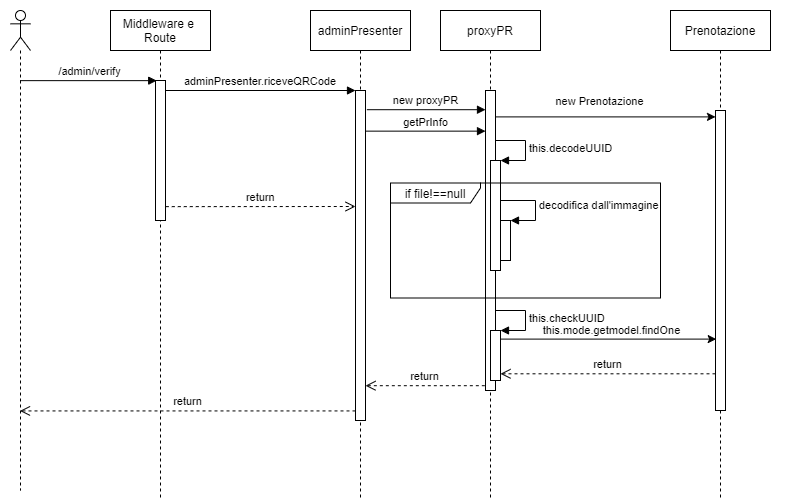 Middleware e
Route
adminPresenter
proxyPR
Prenotazione
/admin/verify
adminPresenter.riceveQRCode
new proxyPR
new Prenotazione
getPrInfo
this.decodeUUID
if file!==null
return
decodifica dall'immagine
this.checkUUID
this.mode.getmodel.findOne
return
return
return